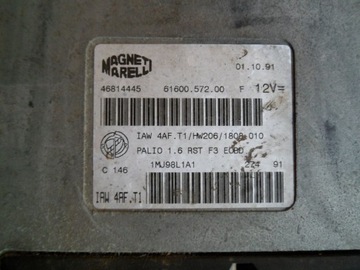 MAGNETI
MARELLI
01.10.91
46814445 61600.572.00 F 12V=
IAW 4AF.T1/HW206/1808-010
PALIO 1.6 RST F3 EOBD
C 146 1MJ98L1A1 224 91
IAW 4AF.T1